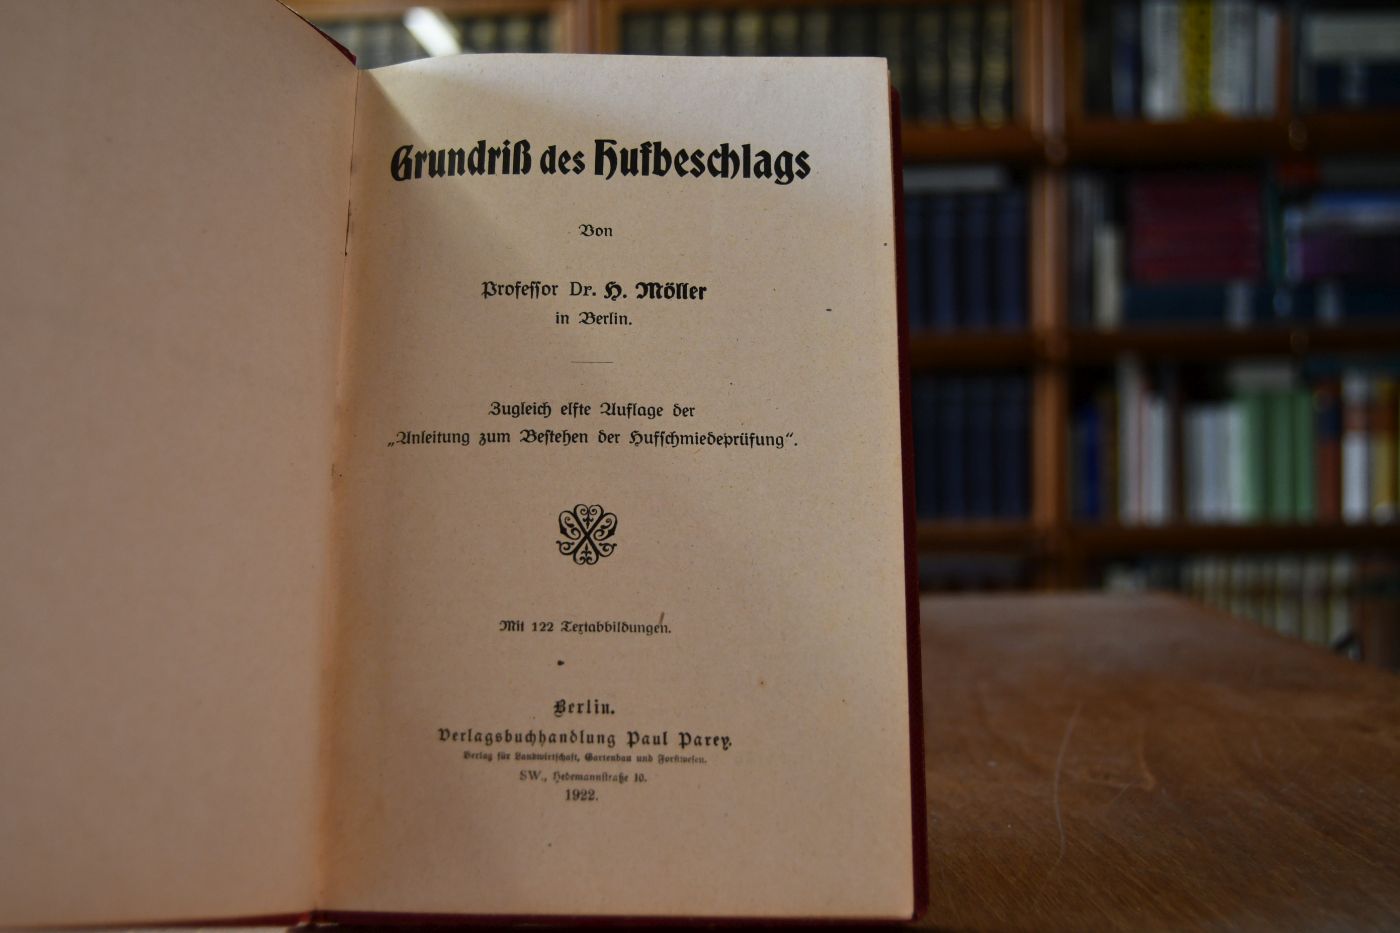 Grundriß des Hufbeschlags
Von
Professor Dr. H. Möller
in Berlin.
Zugleich elfte Auflage der
„Anleitung zum Bestehen der Hufschmiedeprüfung“.
Mit 122 Textabbildungen.
Berlin.
Verlagsbuchhandlung Paul Parey.
Verlag für Landwirtschaft, Gartenbau und Forstwesen.
SW., Hedemannstraße 10.
1922.